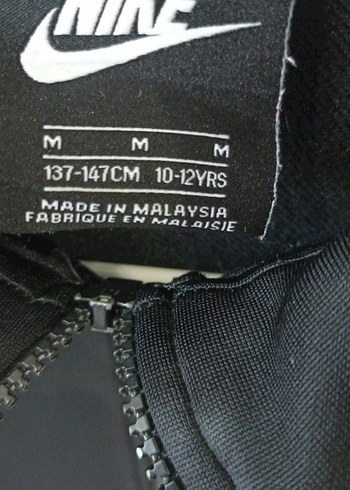 NIKE
M M M
137-147CM 10-12YRS
MADE IN MALAYSIA
FABRIQUE EN MALAISIE